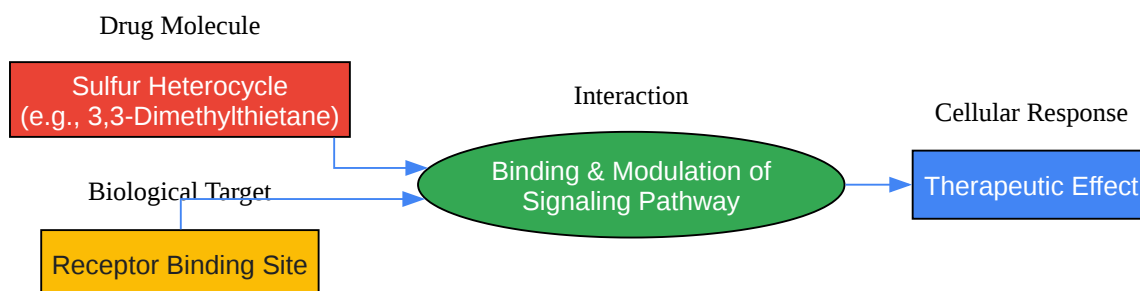 Drug Molecule
Sulfur Heterocycle
(e.g., 3,3-Dimethylthietane)
Interaction
Cellular Response
Binding & Modulation of
Signaling Pathway
Therapeutic Effect
Biological Target
Receptor Binding Site